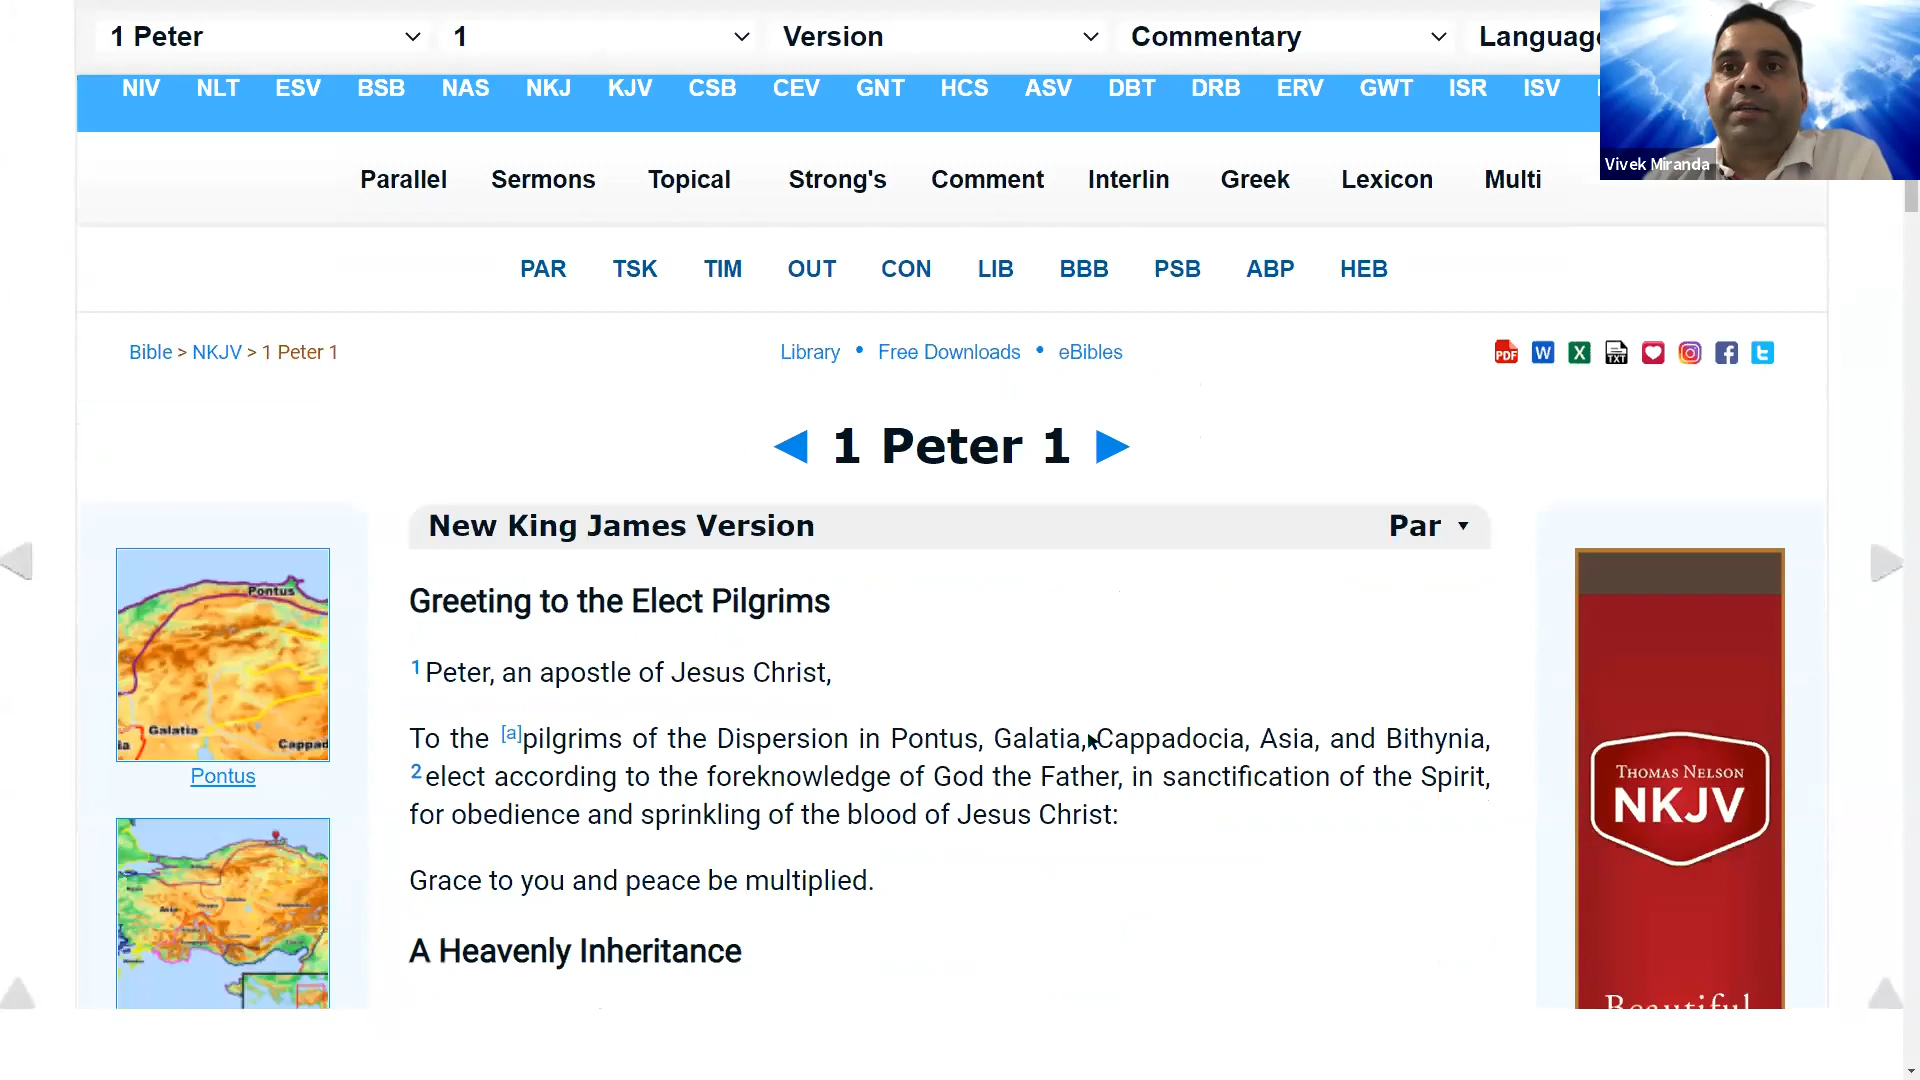 1 Peter 1 Version Commentary Languag
NIV NLT ESV BSB NAS NKJ KJV CSB CEV GNT HCS ASV DBT DRB ERV GWT ISR ISV
Vivek Miranda
Parallel Sermons Topical Strong's Comment Interlin Greek Lexicon Multi
PAR TSK TIM OUT CON LIB BBB PSB ABP HEB
Bible > NKJV > 1 Peter 1 Library • Free Downloads • eBibles
PDF W X TXT
◄ 1 Peter 1 ►
New King James Version Par ▼
Greeting to the Elect Pilgrims
1 Peter, an apostle of Jesus Christ,
To the [a]pilgrims of the Dispersion in Pontus, Galatia, Cappadocia, Asia, and Bithynia,
2 elect according to the foreknowledge of God the Father, in sanctification of the Spirit,
for obedience and sprinkling of the blood of Jesus Christ:
Grace to you and peace be multiplied.
A Heavenly Inheritance
Pontus
Galatia
ia
Cappad
Pontus
THOMAS NELSON
NKJV
Beautiful